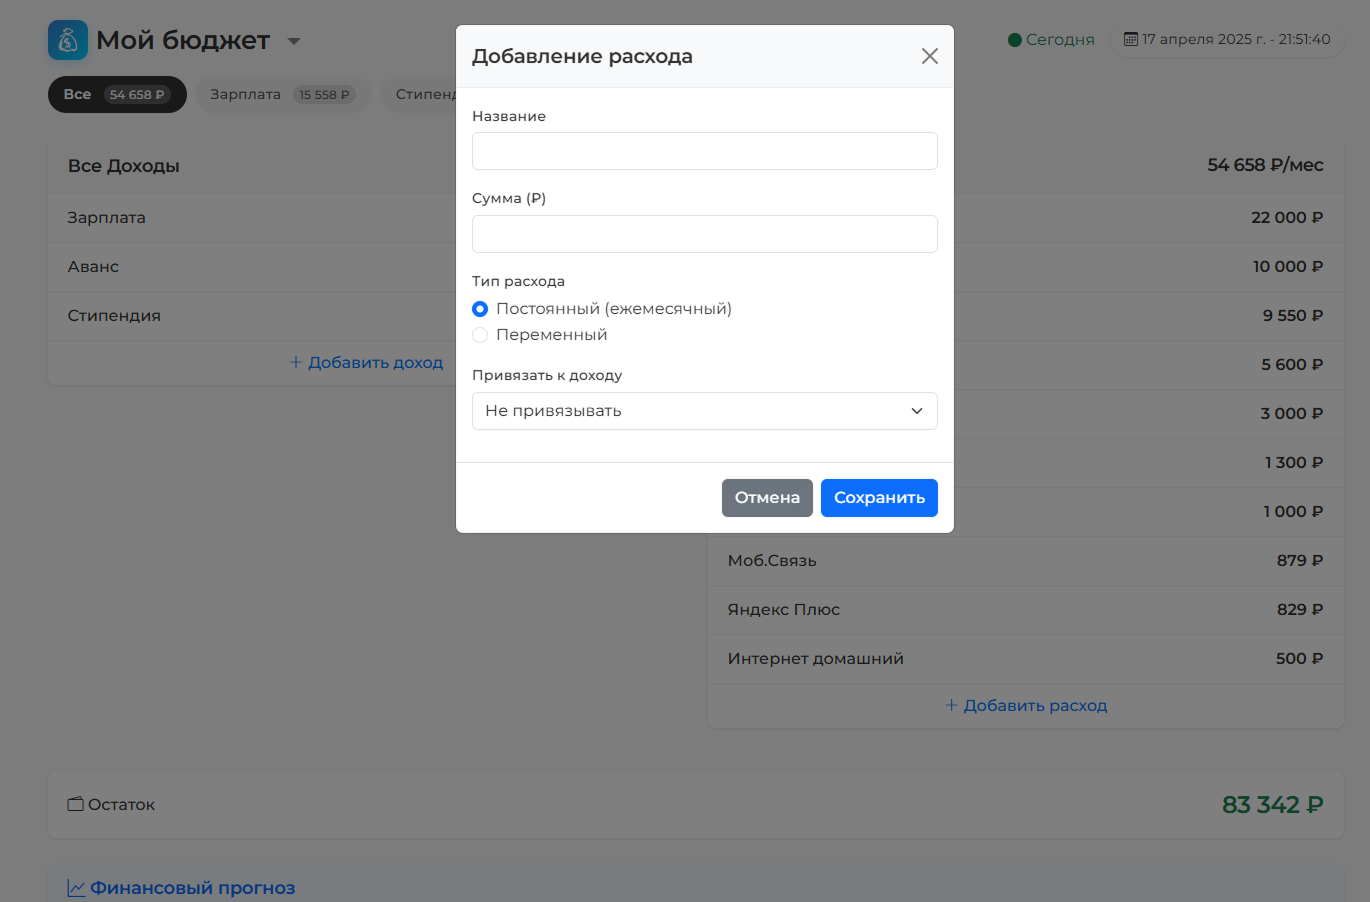 Мой бюджет
Сегодня
17 апреля 2025 г. - 21:51:40
Все 54 658 ₽
Зарплата 15 558 ₽
Все Доходы
54 658 ₽/мес
Зарплата
Аванс
Стипендия
+ Добавить доход
22 000 ₽
10 000 ₽
9 550 ₽
5 600 ₽
3 000 ₽
1 300 ₽
1 000 ₽
Моб.Связь 879 ₽
Яндекс Плюс 829 ₽
Интернет домашний 500 ₽
+ Добавить расход
Добавление расхода
Название
Сумма (₽)
Тип расхода
Постоянный (ежемесячный)
Переменный
Привязать к доходу
Не привязывать
Отмена Сохранить
Остаток 83 342 ₽
Финансовый прогноз